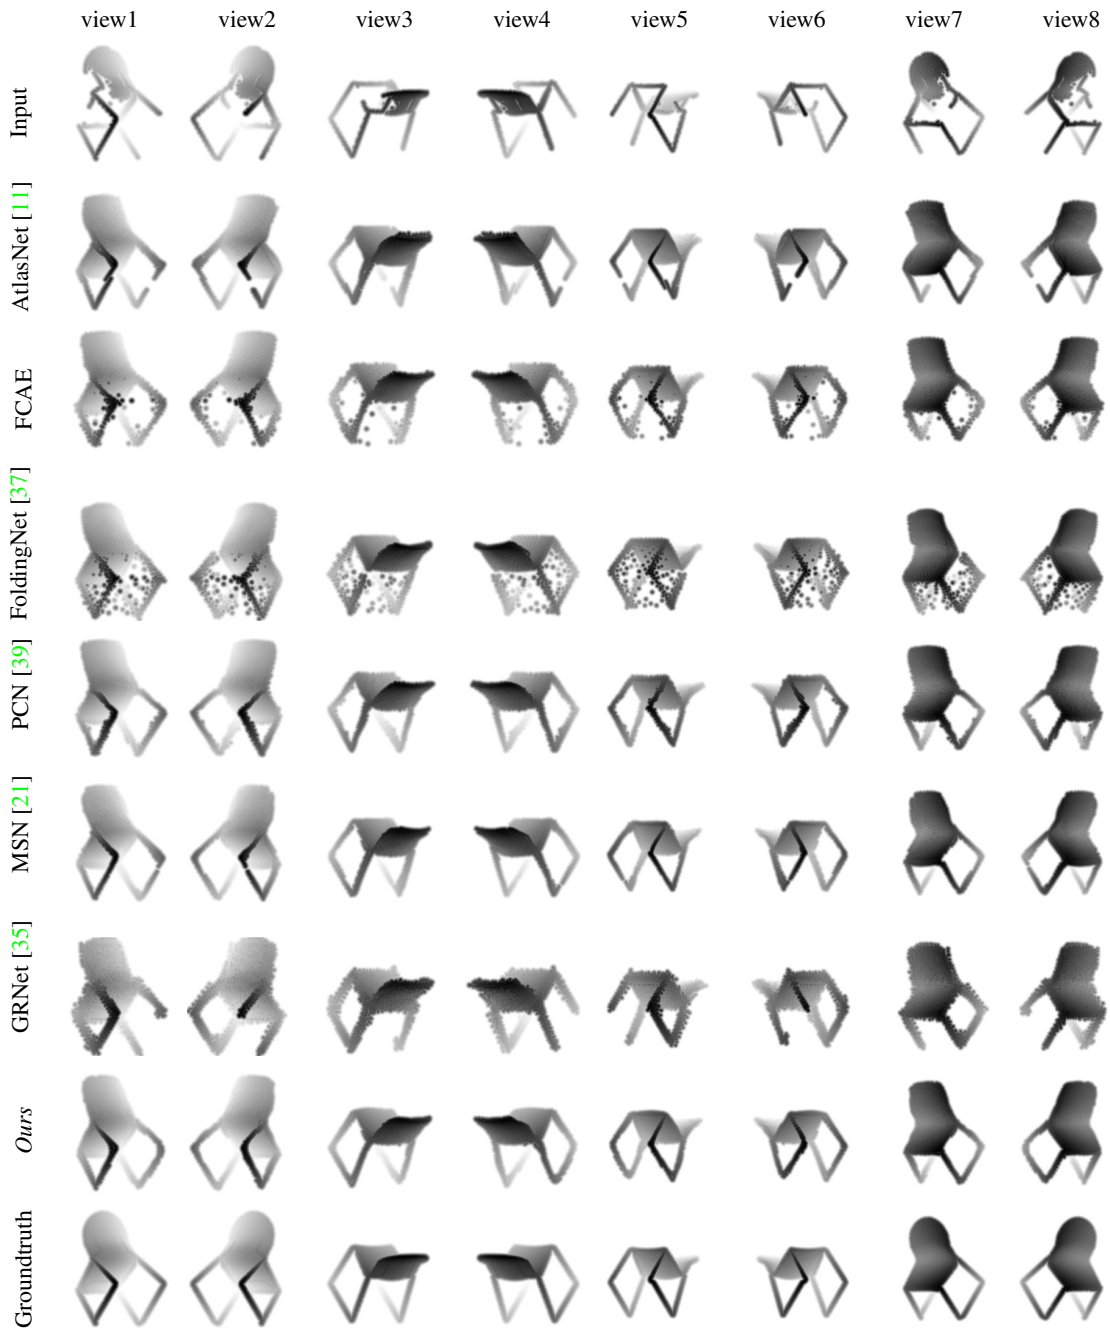 view1 view2 view3 view4 view5 view6 view7 view8
Input
AtlasNet [11]
FCAE
FoldingNet [37]
PCN [39]
MSN [21]
GRNet [35]
Ours
Groundtruth